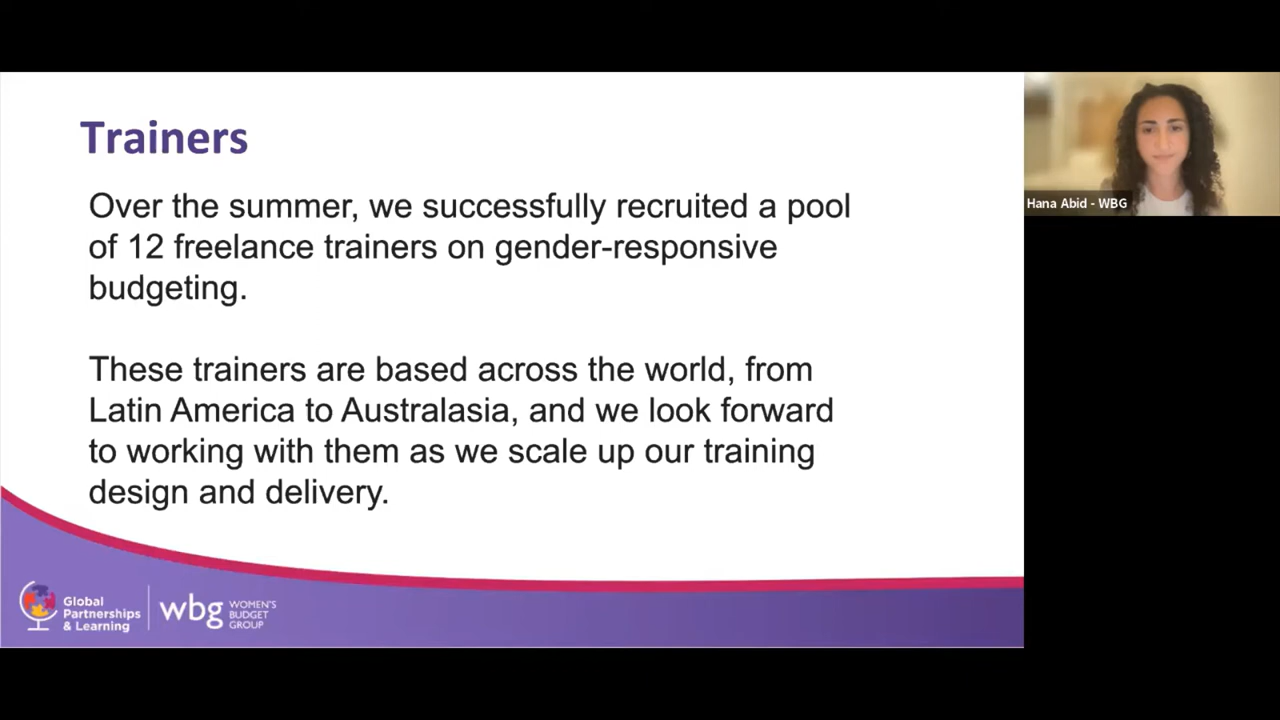 Trainers
Over the summer, we successfully recruited a pool
of 12 freelance trainers on gender-responsive
budgeting.
These trainers are based across the world, from
Latin America to Australasia, and we look forward
to working with them as we scale up our training
design and delivery.
Global
Partnerships
& Learning
wbg
WOMEN'S
BUDGET
GROUP
Hana Abid - WBG